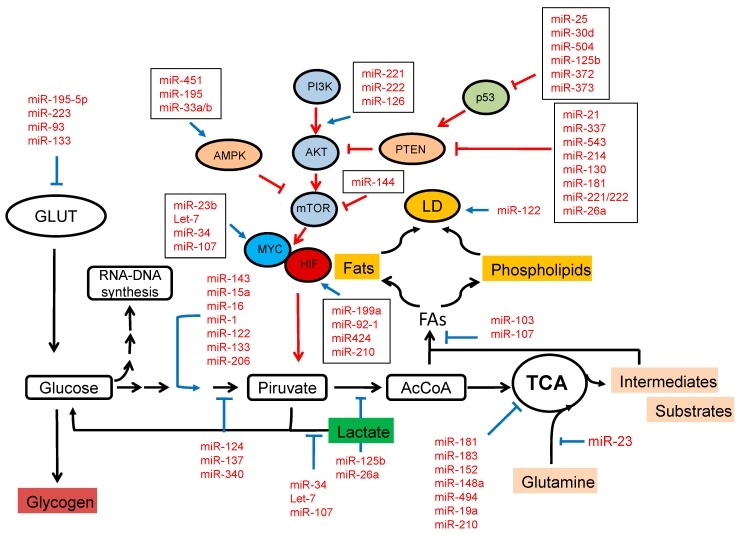 miR-25
miR-30d
miR-504
miR-125b
miR-372
miR-373
p53
PI3K
miR-221
miR-222
miR-126
miR-451
miR-195
miR-33a/b
miR-195-5p
miR-223
miR-93
miR-133
AMPK
AKT
PTEN
miR-21
miR-337
miR-543
miR-214
miR-130
miR-181
miR-221/222
miR-26a
miR-144
mTOR
GLUT
miR-23b
Let-7
miR-34
miR-107
LD
miR-122
MYC
HIF
Fats
Phospholipids
RNA-DNA
synthesis
miR-143
miR-15a
miR-16
miR-1
miR-122
miR-133
miR-206
miR-199a
miR-92-1
miR424
miR-210
FAs
miR-103
miR-107
Glucose
Piruvate
AcCoA
TCA
Intermediates
Substrates
Lactate
miR-124
miR-137
miR-340
miR-125b
miR-26a
miR-34
Let-7
miR-107
miR-181
miR-183
miR-152
miR-148a
miR-494
miR-19a
miR-210
miR-23
Glutamine
Glycogen